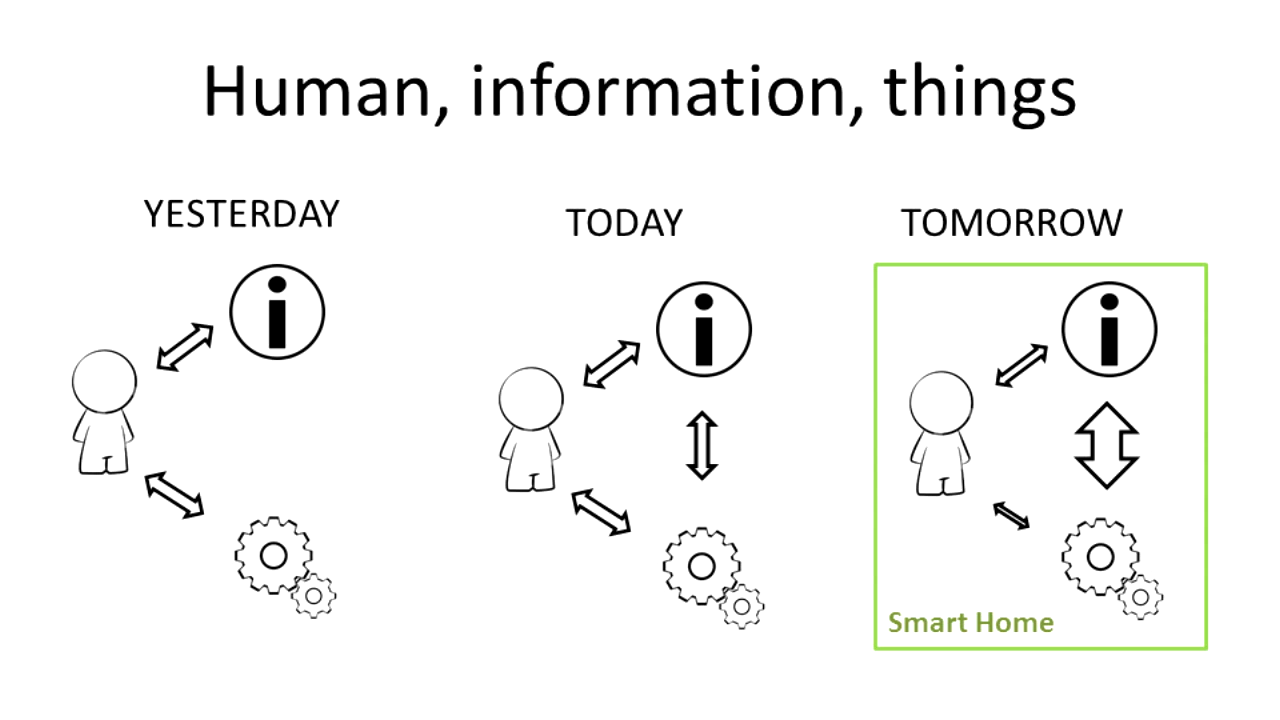 Human, information, things
YESTERDAY
TODAY
TOMORROW
i
i
i
Smart Home